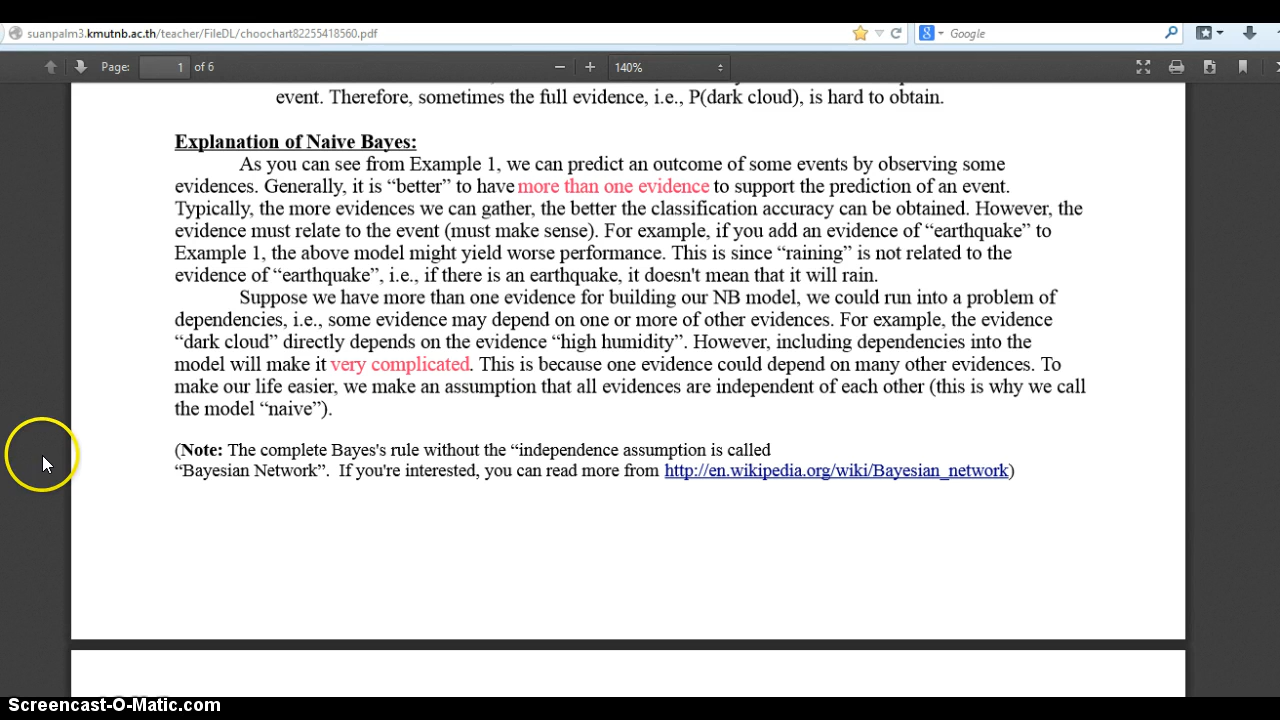 suanpalm3.kmutnb.ac.th/teacher/FileDL/choochart82255418560.pdf
Google
Page: 1 of 6
140%
event. Therefore, sometimes the full evidence, i.e., P(dark cloud), is hard to obtain.
Explanation of Naive Bayes:
As you can see from Example 1, we can predict an outcome of some events by observing some
evidences. Generally, it is “better” to have more than one evidence to support the prediction of an event.
Typically, the more evidences we can gather, the better the classification accuracy can be obtained. However, the
evidence must relate to the event (must make sense). For example, if you add an evidence of “earthquake” to
Example 1, the above model might yield worse performance. This is since “raining” is not related to the
evidence of “earthquake”, i.e., if there is an earthquake, it doesn't mean that it will rain.
Suppose we have more than one evidence for building our NB model, we could run into a problem of
dependencies, i.e., some evidence may depend on one or more of other evidences. For example, the evidence
“dark cloud” directly depends on the evidence “high humidity”. However, including dependencies into the
model will make it very complicated. This is because one evidence could depend on many other evidences. To
make our life easier, we make an assumption that all evidences are independent of each other (this is why we call
the model “naive”).
(Note: The complete Bayes's rule without the “independence assumption is called
“Bayesian Network”. If you're interested, you can read more from http://en.wikipedia.org/wiki/Bayesian_network)
Screencast-O-Matic.com